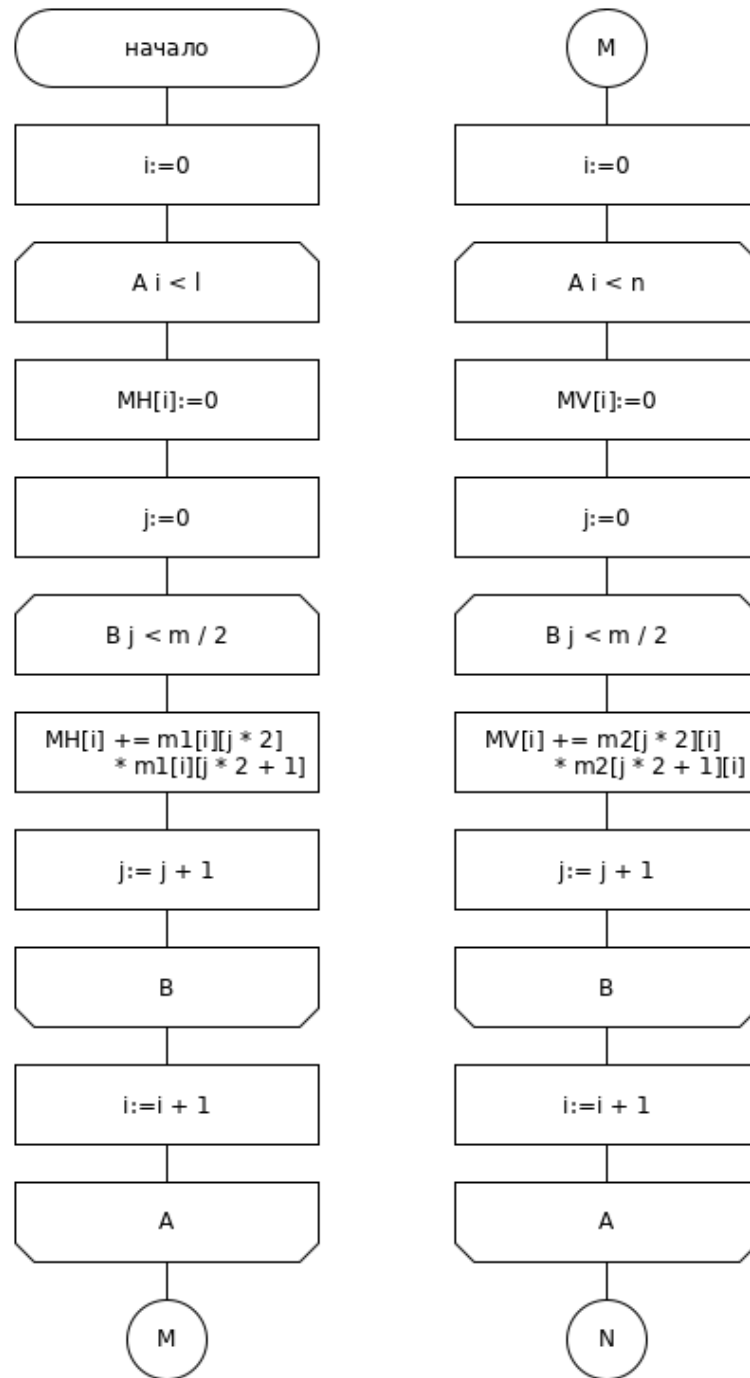 начало
i:=0
A i < l
MH[i]:=0
j:=0
B j < m / 2
MH[i] += m1[i][j * 2]
* m1[i][j * 2 + 1]
j:= j + 1
B
i:=i + 1
A
M
M
i:=0
A i < n
MV[i]:=0
j:=0
B j < m / 2
MV[i] += m2[j * 2][i]
* m2[j * 2 + 1][i]
j:= j + 1
B
i:=i + 1
A
N